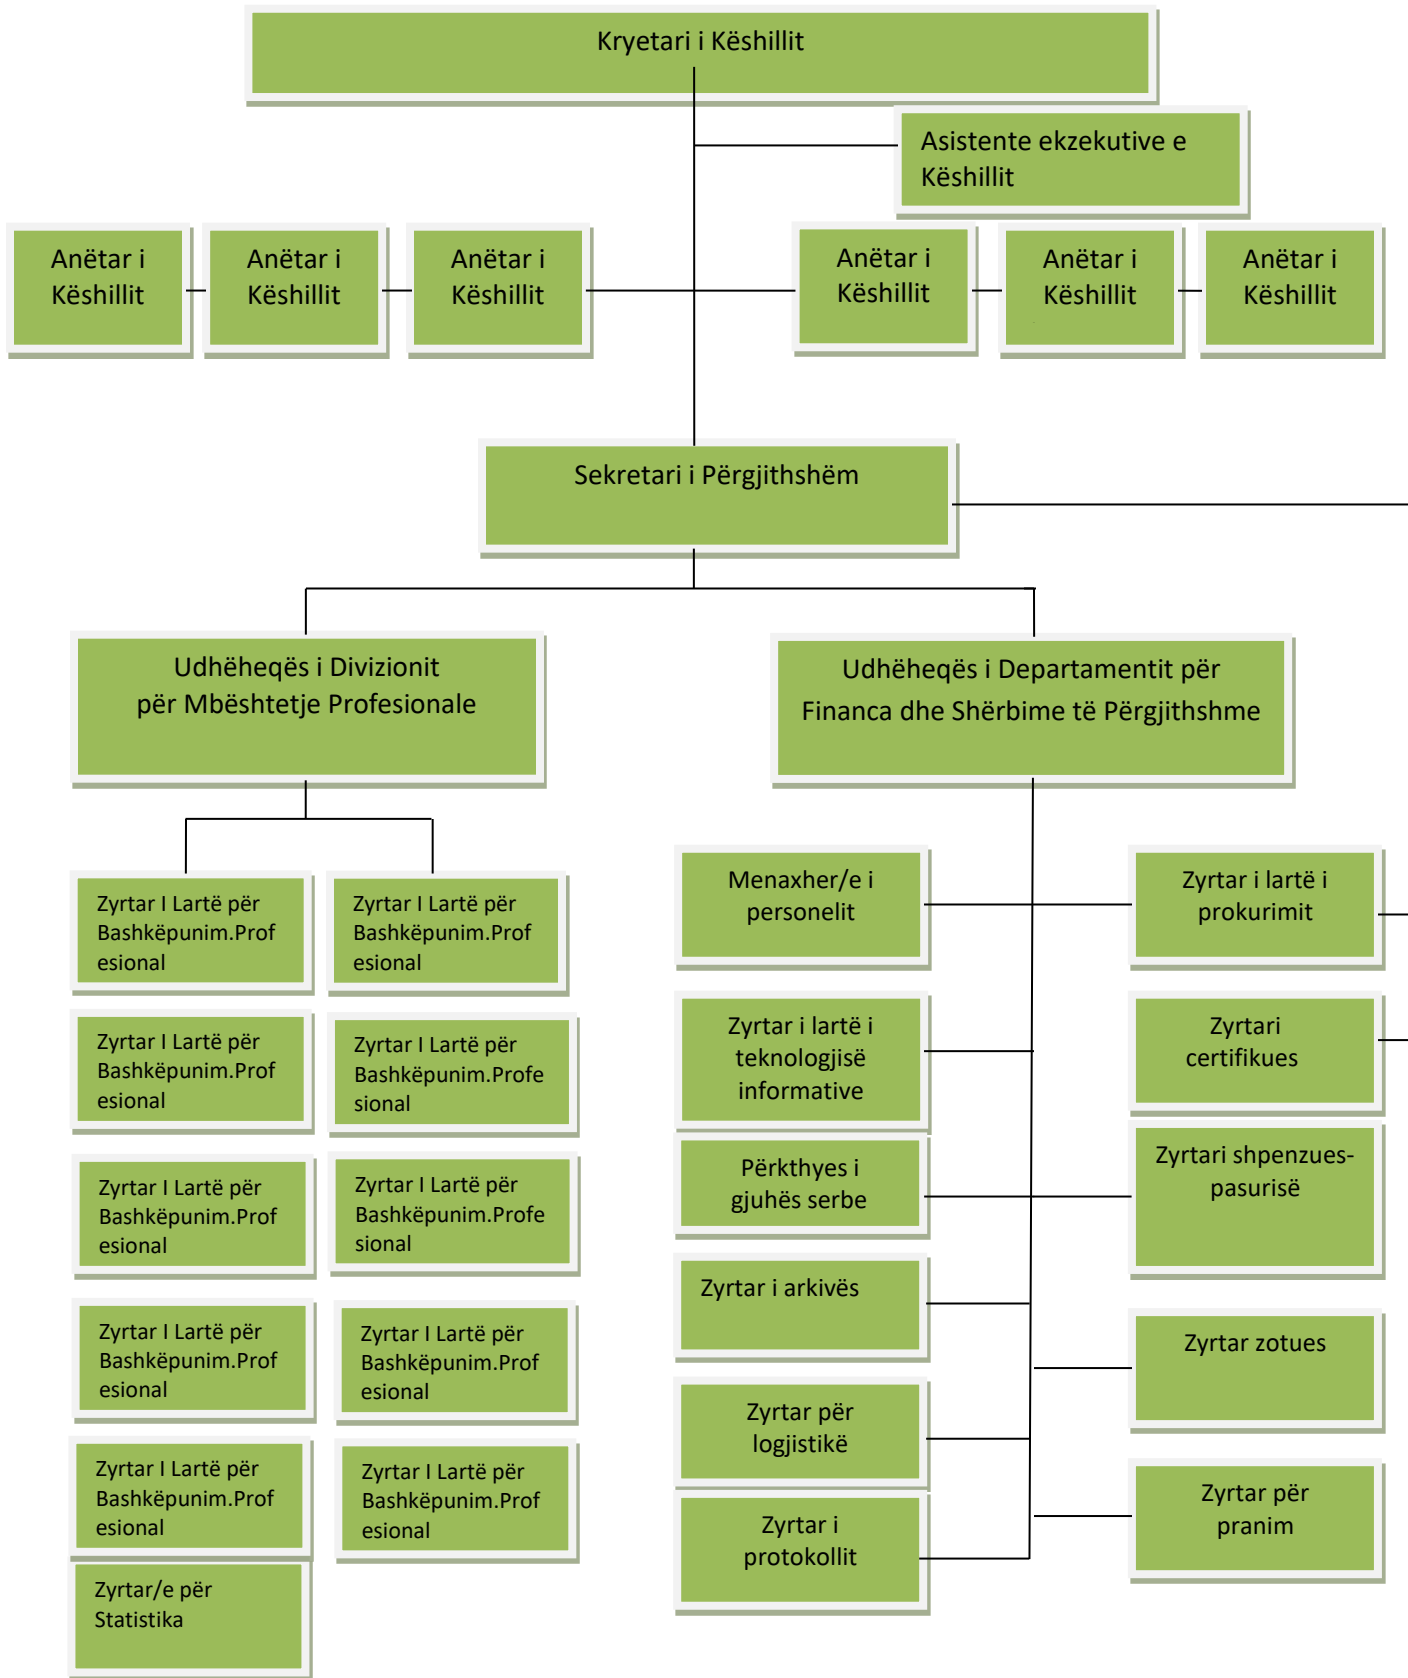 Kryetari i Këshillit
Asistente ekzekutive e
Këshillit
Anëtar i
Këshillit
Anëtar i
Këshillit
Anëtar i
Këshillit
Anëtar i
Këshillit
Anëtar i
Këshillit
Anëtar i
Këshillit
Sekretari i Përgjithshëm
Udhëheqës i Divizionit
për Mbështetje Profesionale
Udhëheqës i Departamentit për
Financa dhe Shërbime të Përgjithshme
Zyrtar I Lartë për
Bashkëpunim.Prof
esional
Zyrtar I Lartë për
Bashkëpunim.Prof
esional
Zyrtar I Lartë për
Bashkëpunim.Prof
esional
Zyrtar I Lartë për
Bashkëpunim.Profe
sional
Zyrtar I Lartë për
Bashkëpunim.Prof
esional
Zyrtar I Lartë për
Bashkëpunim.Profe
sional
Zyrtar I Lartë për
Bashkëpunim.Prof
esional
Zyrtar I Lartë për
Bashkëpunim.Prof
esional
Zyrtar I Lartë për
Bashkëpunim.Prof
esional
Zyrtar I Lartë për
Bashkëpunim.Prof
esional
Zyrtar/e për
Statistika
Menaxher/e i
personelit
Zyrtar i lartë i
prokurimit
Zyrtar i lartë i
teknologjisë
informative
Zyrtari
certifikues
Përkthyes i
gjuhës serbe
Zyrtari shpenzues-
pasurisë
Zyrtar i arkivës
Zyrtar zotues
Zyrtar për
logjistikë
Zyrtar për
pranim
Zyrtar i
protokollit